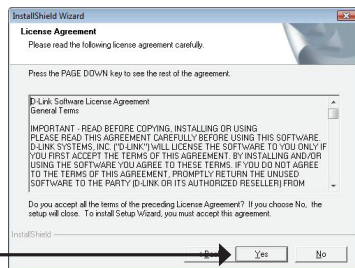 InstallShield Wizard
License Agreement
Please read the following license agreement carefully.
Press the PAGE DOWN key to see the rest of the agreement.
D-Link Software License Agreement
General Terms
IMPORTANT - READ BEFORE COPYING, INSTALLING OR USING
PLEASE READ THIS AGREEMENT CAREFULLY BEFORE USING THIS SOFTWARE.
D-LINK SYSTEMS, INC. ("D-LINK") WILL LICENSE THE SOFTWARE TO YOU ONLY IF
YOU FIRST ACCEPT THE TERMS OF THIS AGREEMENT. BY INSTALLING AND/OR
USING THE SOFTWARE YOU AGREE TO THESE TERMS. IF YOU DO NOT AGREE
TO THE TERMS OF THIS AGREEMENT, PROMPTLY RETURN THE UNUSED
SOFTWARE TO THE PARTY (D-LINK OR ITS AUTHORIZED RESELLER) FROM
Do you accept all the terms of the preceding License Agreement? If you choose No, the
setup will close. To install Setup Wizard, you must accept this agreement.
InstallShield
Yes
No